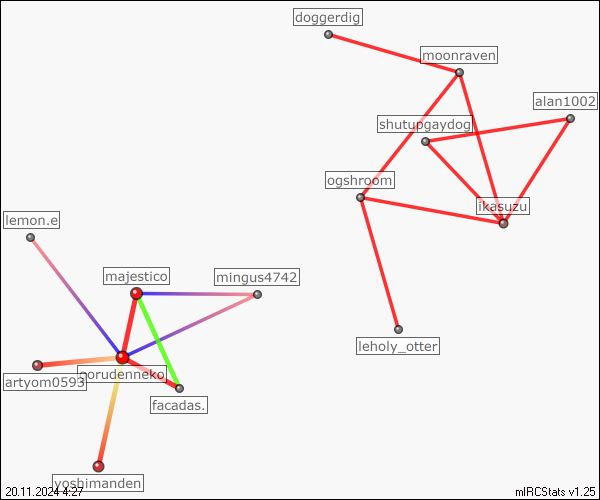 doggerdig
moonraven
alan1002
shutupgaydog
ogshroom
ikasuzu
lemon.e
majestico
mingus4742
leholy_otter
gorudenneko
artyom0593
facadas.
yoshimanden
20.11.2024 4:27
mIRCStats v1.25